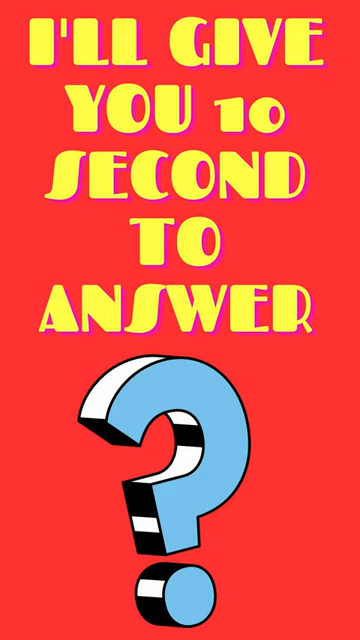 I'LL GIVE
YOU 10
SECOND
TO
ANSWER
?